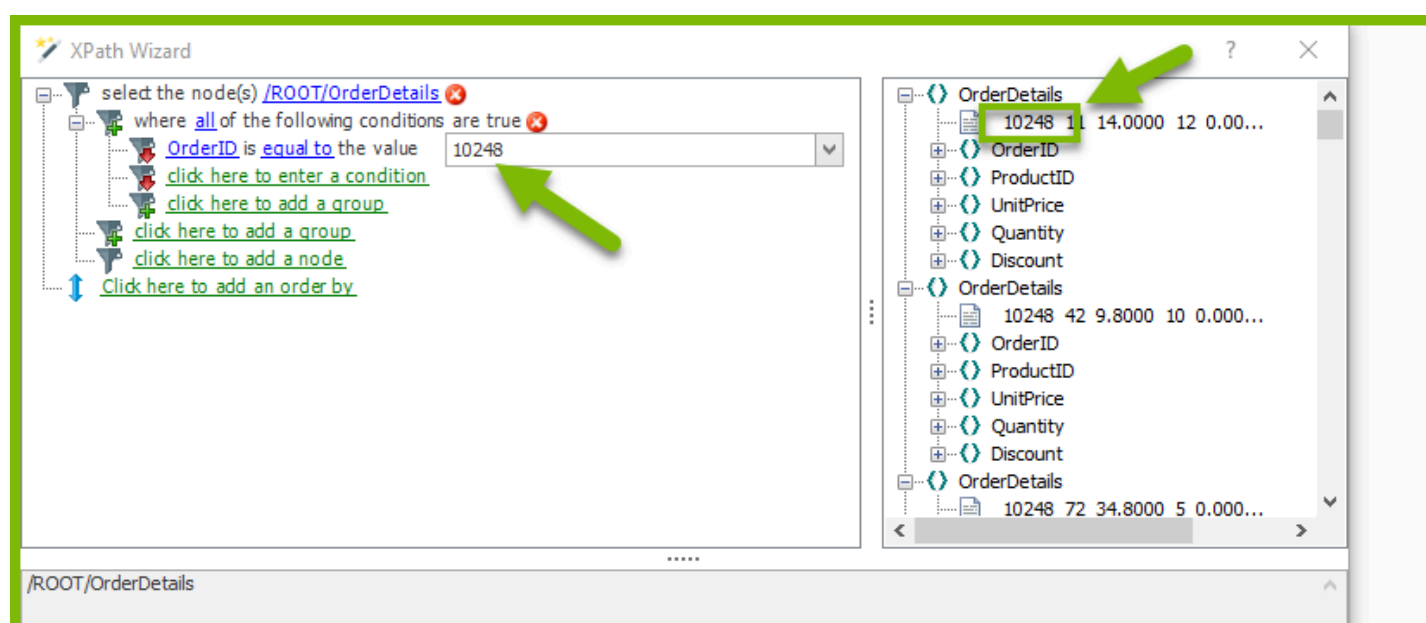 XPath Wizard
?
select the node(s) /ROOT/OrderDetails
where all of the following conditions are true
OrderID is equal to the value 10248
click here to enter a condition
click here to add a group
click here to add a group
click here to add a node
Click here to add an order by
OrderDetails
10248 11 14.0000 12 0.00...
OrderID
ProductID
UnitPrice
Quantity
Discount
OrderDetails
10248 42 9.8000 10 0.000...
OrderID
ProductID
UnitPrice
Quantity
Discount
OrderDetails
10248 72 34.8000 5 0.000...
/ROOT/OrderDetails